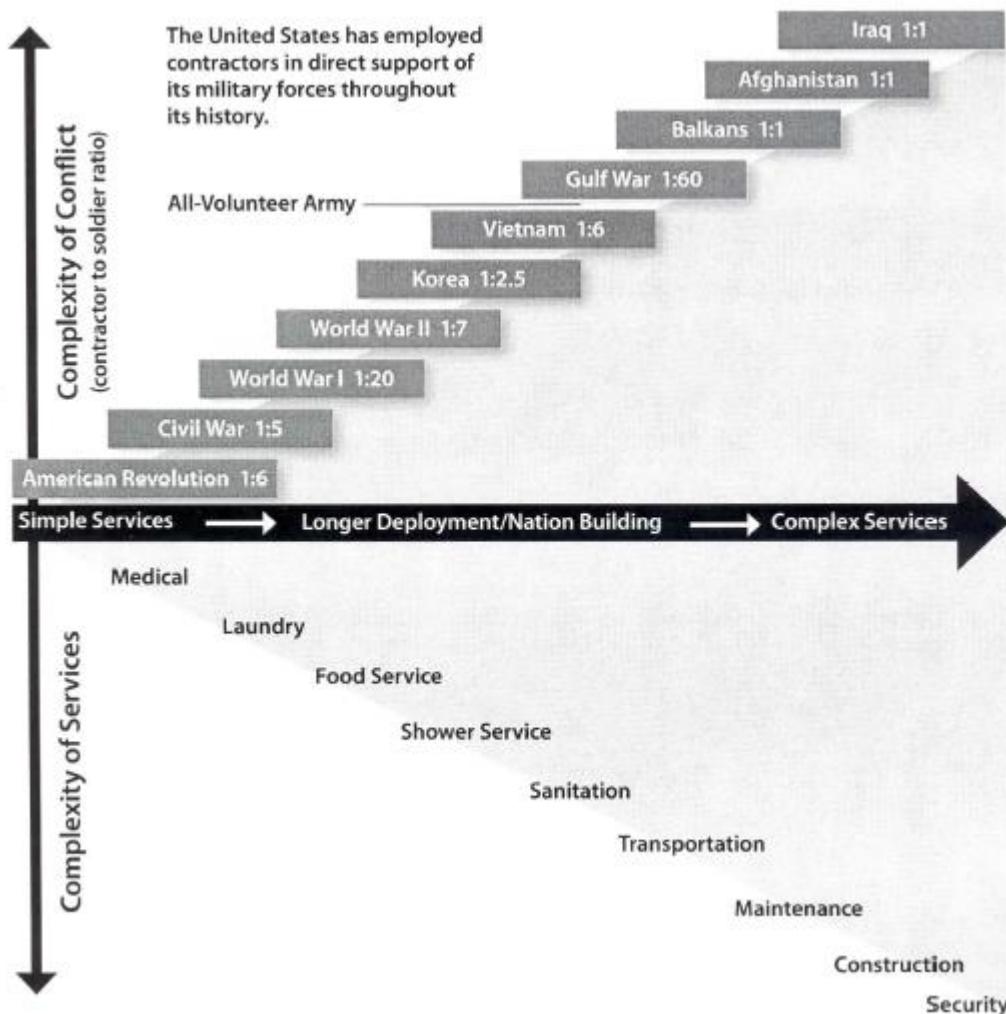 The United States has employed
contractors in direct support of
its military forces throughout
its history.
Iraq 1:1
Afghanistan 1:1
Balkans 1:1
Gulf War 1:60
All-Volunteer Army
Vietnam 1:6
Korea 1:2.5
World War II 1:7
World War I 1:20
Civil War 1:5
American Revolution 1:6
Complexity of Conflict
(contractor to soldier ratio)
Simple Services
Longer Deployment/Nation Building
Complex Services
Complexity of Services
Medical
Laundry
Food Service
Shower Service
Sanitation
Transportation
Maintenance
Construction
Security